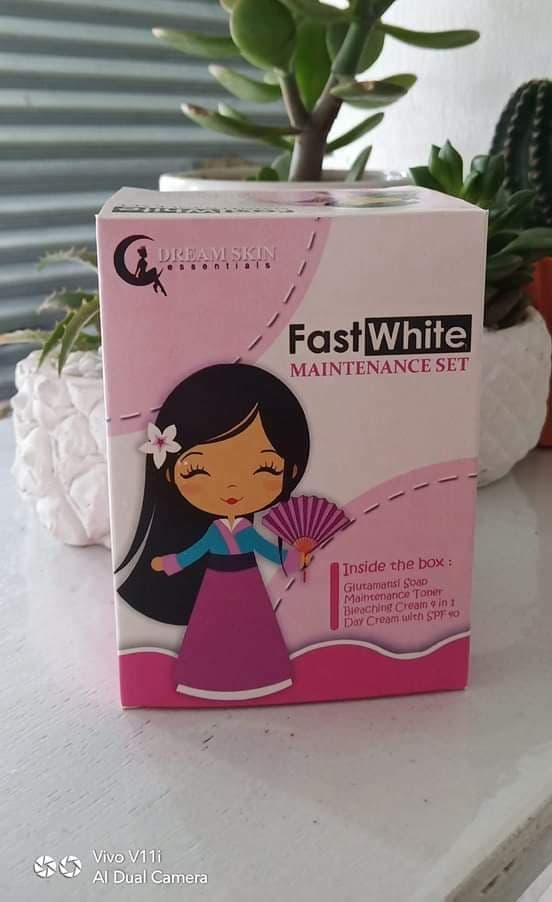 DREAM SKIN
essentials
FastWhite
MAINTENANCE SET
Inside the box :
Glutamansi Soap
Maintenance Toner
Bleaching Cream 4 in 1
Day Cream with SPF 40
Vivo V11i
AI Dual Camera